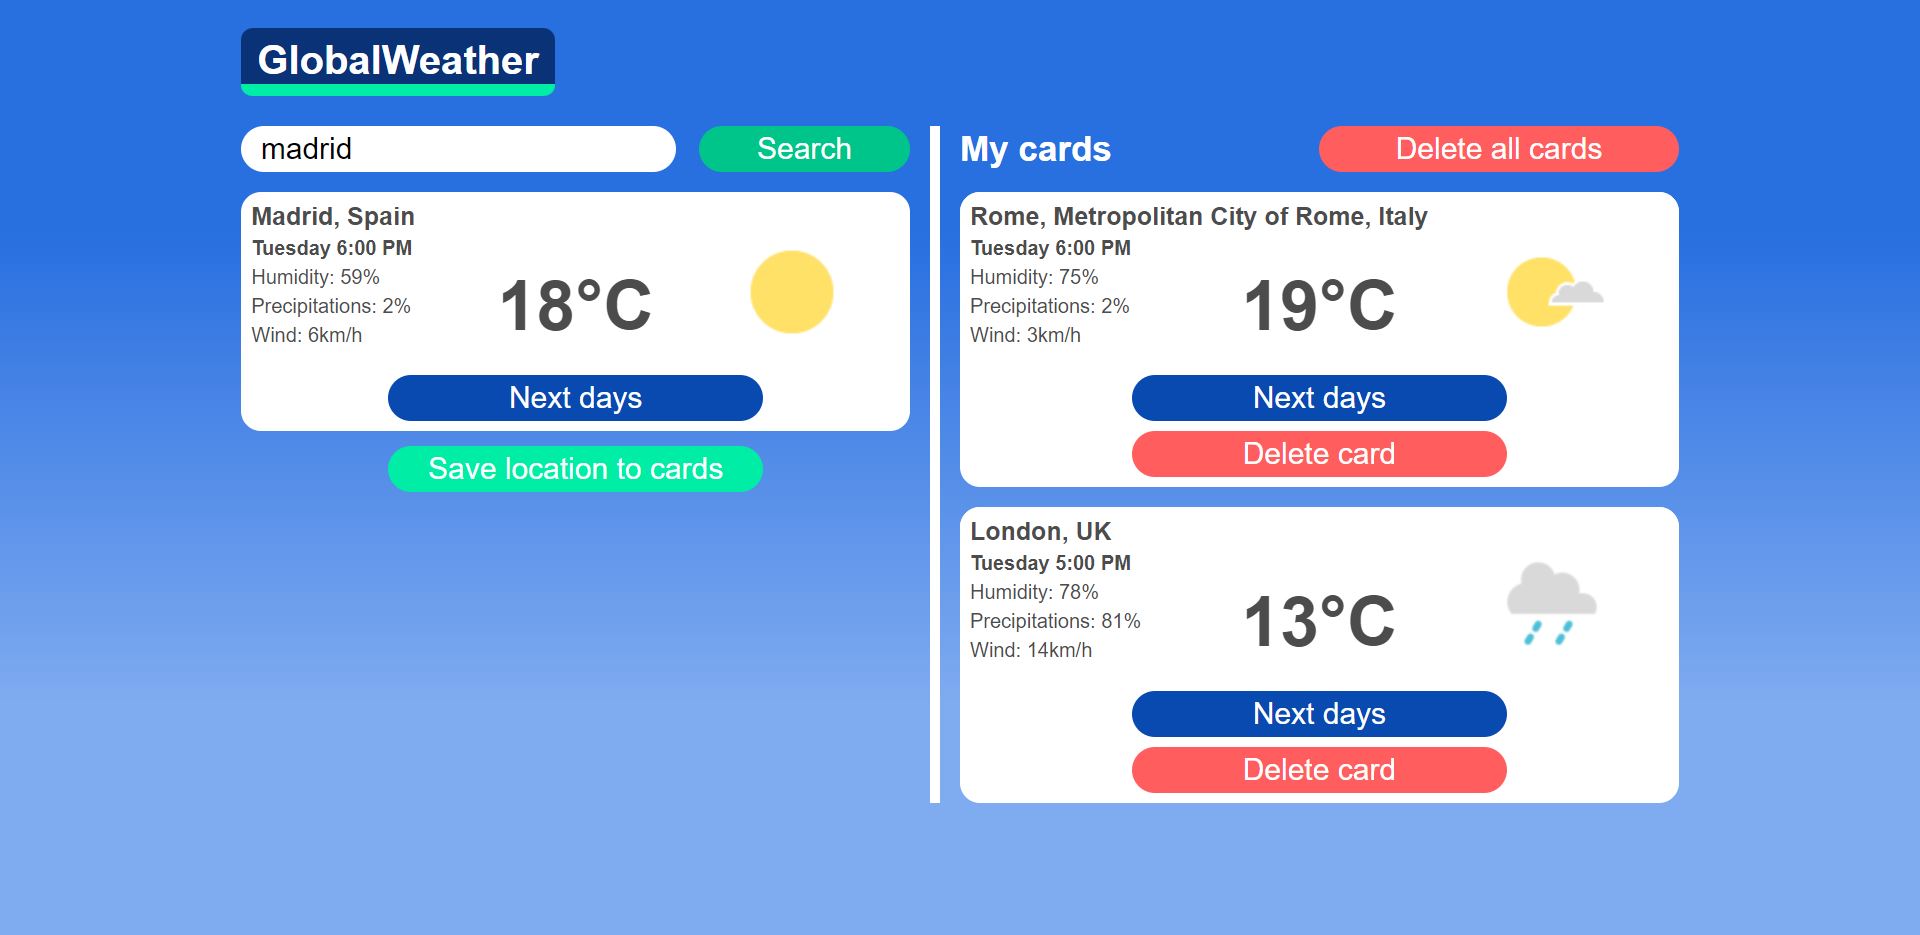 GlobalWeather
madrid
Search
Madrid, Spain
Tuesday 6:00 PM
Humidity: 59%
Precipitations: 2%
Wind: 6km/h
18°C
Next days
Save location to cards
My cards
Delete all cards
Rome, Metropolitan City of Rome, Italy
Tuesday 6:00 PM
Humidity: 75%
Precipitations: 2%
Wind: 3km/h
19°C
Next days
Delete card
London, UK
Tuesday 5:00 PM
Humidity: 78%
Precipitations: 81%
Wind: 14km/h
13°C
Next days
Delete card